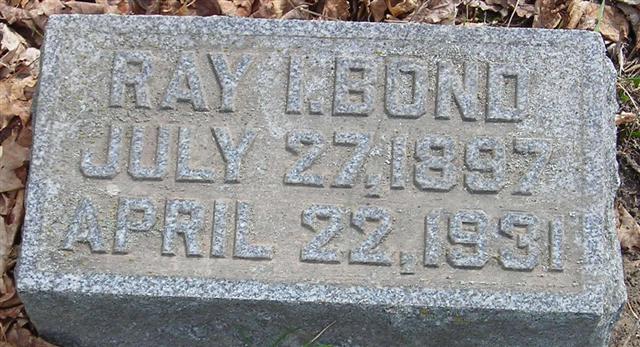 RAY I. BOND
JULY 27, 1897
APRIL 22, 1931